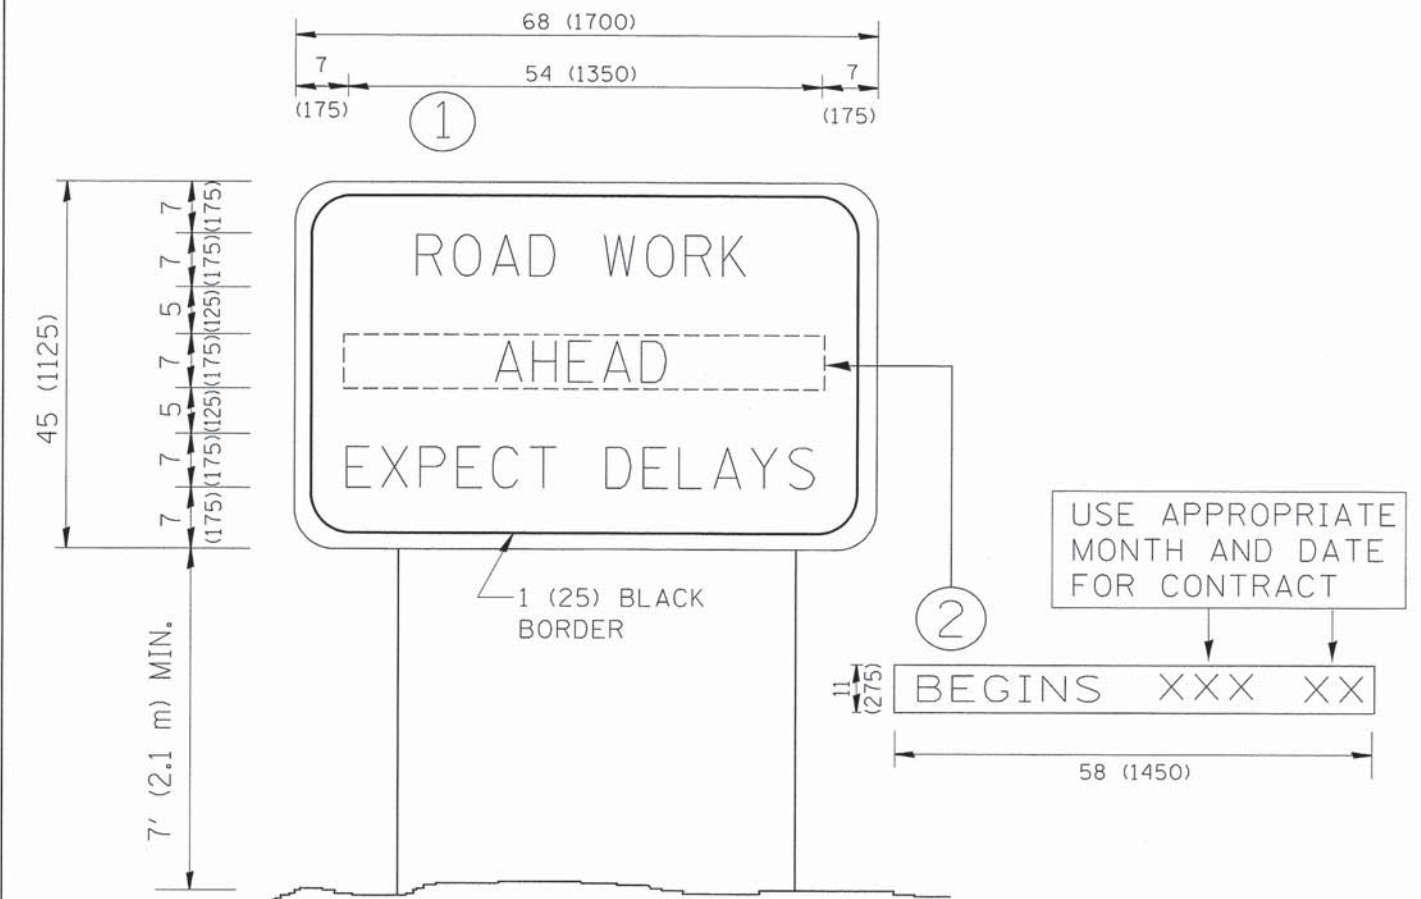 68 (1700)
7
54 (1350)
7
(175)
(175)
1
45 (1125)
7
(175)
7
(175)
5
(125)
7
(175)
5
(125)
7
(175)
7
(175)
ROAD WORK
AHEAD
EXPECT DELAYS
1 (25) BLACK
BORDER
7' (2.1 m) MIN.
USE APPROPRIATE
MONTH AND DATE
FOR CONTRACT
2
11
(275)
BEGINS XXX XX
58 (1450)